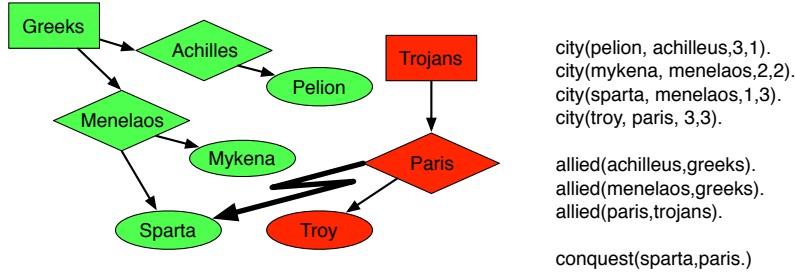 Greeks
Achilles
Trojans
Pelion
Menelaos
Mykena
Paris
Sparta
Troy
city(pelion, achilleus,3,1).
city(mykena, menelaos,2,2).
city(sparta, menelaos,1,3).
city(troy, paris, 3,3).
allied(achilleus,greeks).
allied(menelaos,greeks).
allied(paris,trojans).
conquest(sparta,paris.)